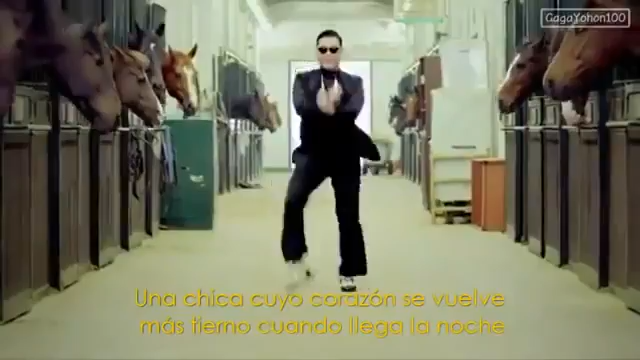 GagaYohon100
Una chica cuyo corazón se vuelve
más tierno cuando llega la noche